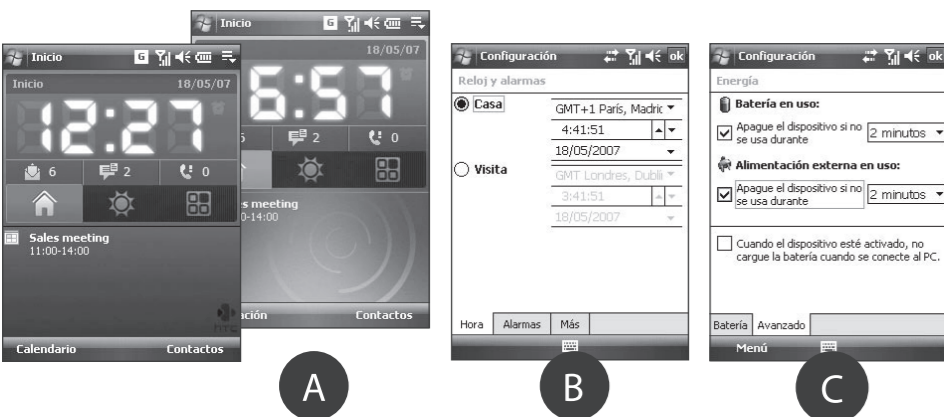 Inicio
18/05/07
6:57
6 2 0
s meeting
0-14:00
ación Contactos
Inicio
Inicio 18/05/07
12:27
6 2 0
Sales meeting
11:00-14:00
hTC
Calendario Contactos
A
Configuración ok
Reloj y alarmas
Casa
GMT+1 París, Madric
4:41:51
18/05/2007
Visita
GMT Londres, Dubli
3:41:51
18/05/2007
Hora Alarmas Más
B
Configuración ok
Energía
Batería en uso:
Apague el dispositivo si no
se usa durante
2 minutos
Alimentación externa en uso:
Apague el dispositivo si no
se usa durante
2 minutos
Cuando el dispositivo esté activado, no
cargue la batería cuando se conecte al PC.
Batería Avanzado
Menú
C